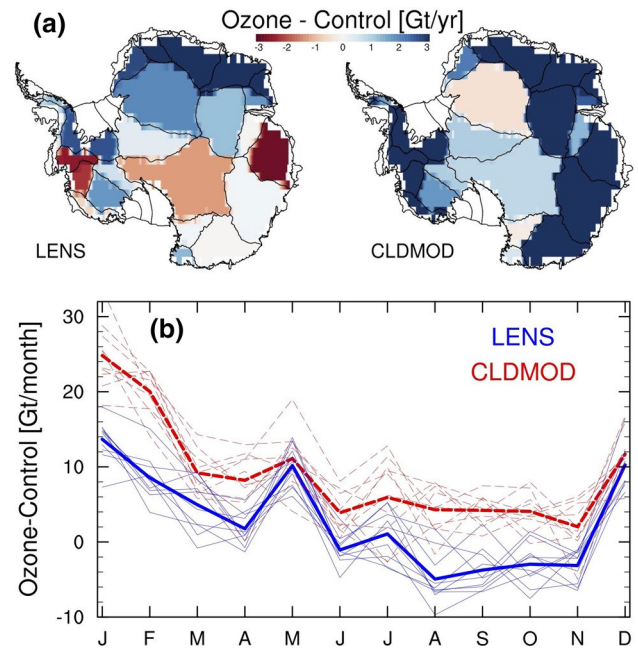 (a)
Ozone - Control [Gt/yr]
-3 -2 -1 0 1 2 3
LENS
CLDMOD
(b)
LENS
CLDMOD
Ozone-Control [Gt/month]
30
20
10
0
-10
J F M A M J J A S O N D